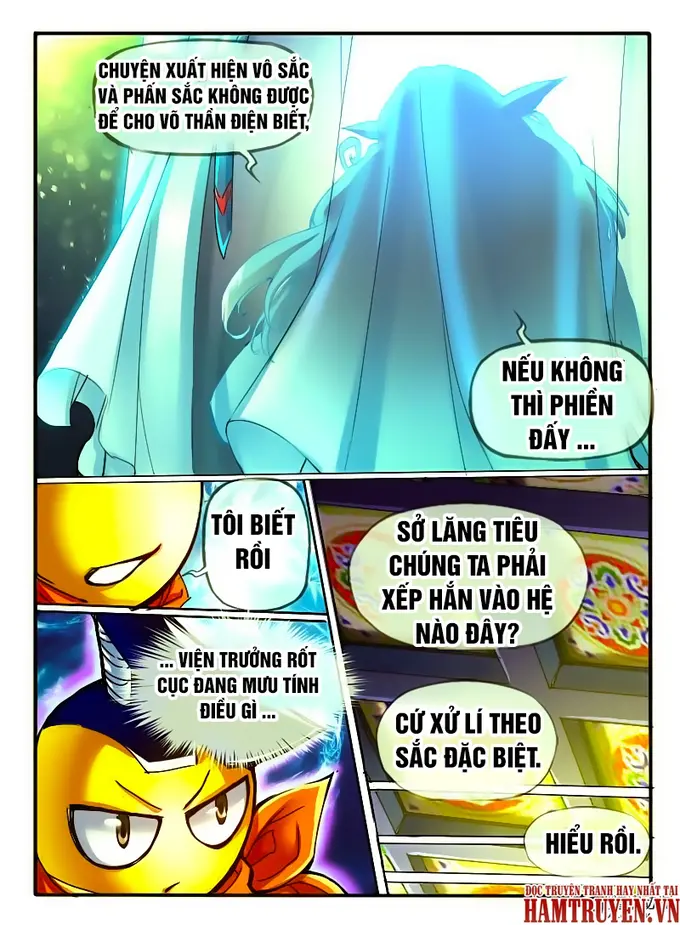 CHUYỆN XUẤT HIỆN VÔ SẮC
VÀ PHẤN SẮC KHÔNG ĐƯỢC
ĐỂ CHO VÕ THẦN ĐIỆN BIẾT,
NẾU KHÔNG
THÌ PHIỀN
ĐẤY ...
TÔI BIẾT
RỒI
SỞ LĂNG TIÊU
CHÚNG TA PHẢI
XẾP HẮN VÀO HỆ
NÀO ĐÂY?
... VIỆN TRƯỞNG RỐT
CỤC ĐANG MƯU TÍNH
ĐIỀU GÌ ...
CỨ XỬ LÍ THEO
SẮC ĐẶC BIỆT.
HIỂU RỒI.
ĐỌC TRUYỆN TRANH HAY NHẤT TẠI
HAMTRUYEN.VN